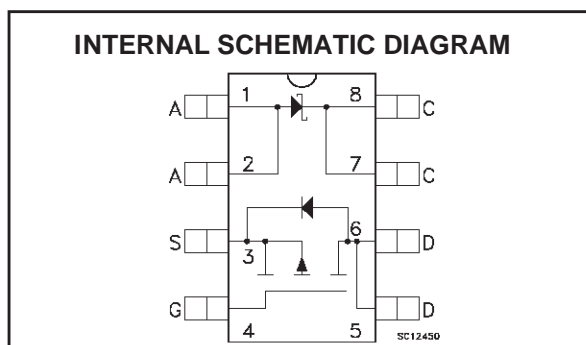 INTERNAL SCHEMATIC DIAGRAM
A 1 8 C
A 2 7 C
S 3 6 D
G 4 5 D
SC12450